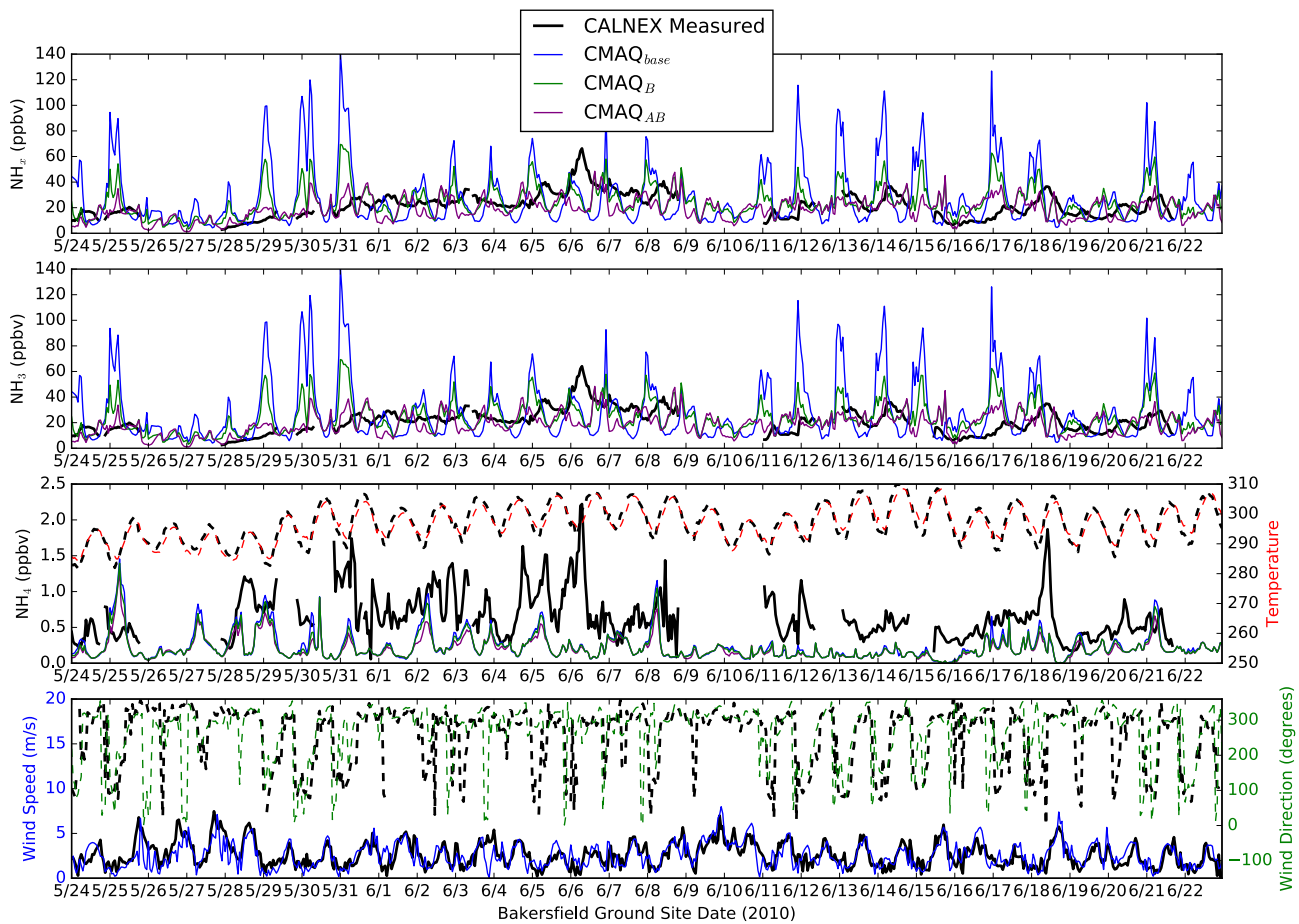 CALNEX Measured
CMAQbase
CMAQB
CMAQAB
140
120
100
80
60
40
20
0
NHx (ppbv)
5/24 5/25 5/26 5/27 5/28 5/29 5/30 5/31 6/1 6/2 6/3 6/4 6/5 6/6 6/7 6/8 6/9 6/10 6/11 6/12 6/13 6/14 6/15 6/16 6/17 6/18 6/19 6/20 6/21 6/22
140
120
100
80
60
40
20
0
NH3 (ppbv)
5/24 5/25 5/26 5/27 5/28 5/29 5/30 5/31 6/1 6/2 6/3 6/4 6/5 6/6 6/7 6/8 6/9 6/10 6/11 6/12 6/13 6/14 6/15 6/16 6/17 6/18 6/19 6/20 6/21 6/22
2.5
2.0
1.5
1.0
0.5
0.0
NH4 (ppbv)
310
300
290
280
270
260
250
Temperature
5/24 5/25 5/26 5/27 5/28 5/29 5/30 5/31 6/1 6/2 6/3 6/4 6/5 6/6 6/7 6/8 6/9 6/10 6/11 6/12 6/13 6/14 6/15 6/16 6/17 6/18 6/19 6/20 6/21 6/22
20
15
10
5
0
Wind Speed (m/s)
300
200
100
0
−100
Wind Direction (degrees)
5/24 5/25 5/26 5/27 5/28 5/29 5/30 5/31 6/1 6/2 6/3 6/4 6/5 6/6 6/7 6/8 6/9 6/10 6/11 6/12 6/13 6/14 6/15 6/16 6/17 6/18 6/19 6/20 6/21 6/22
Bakersfield Ground Site Date (2010)